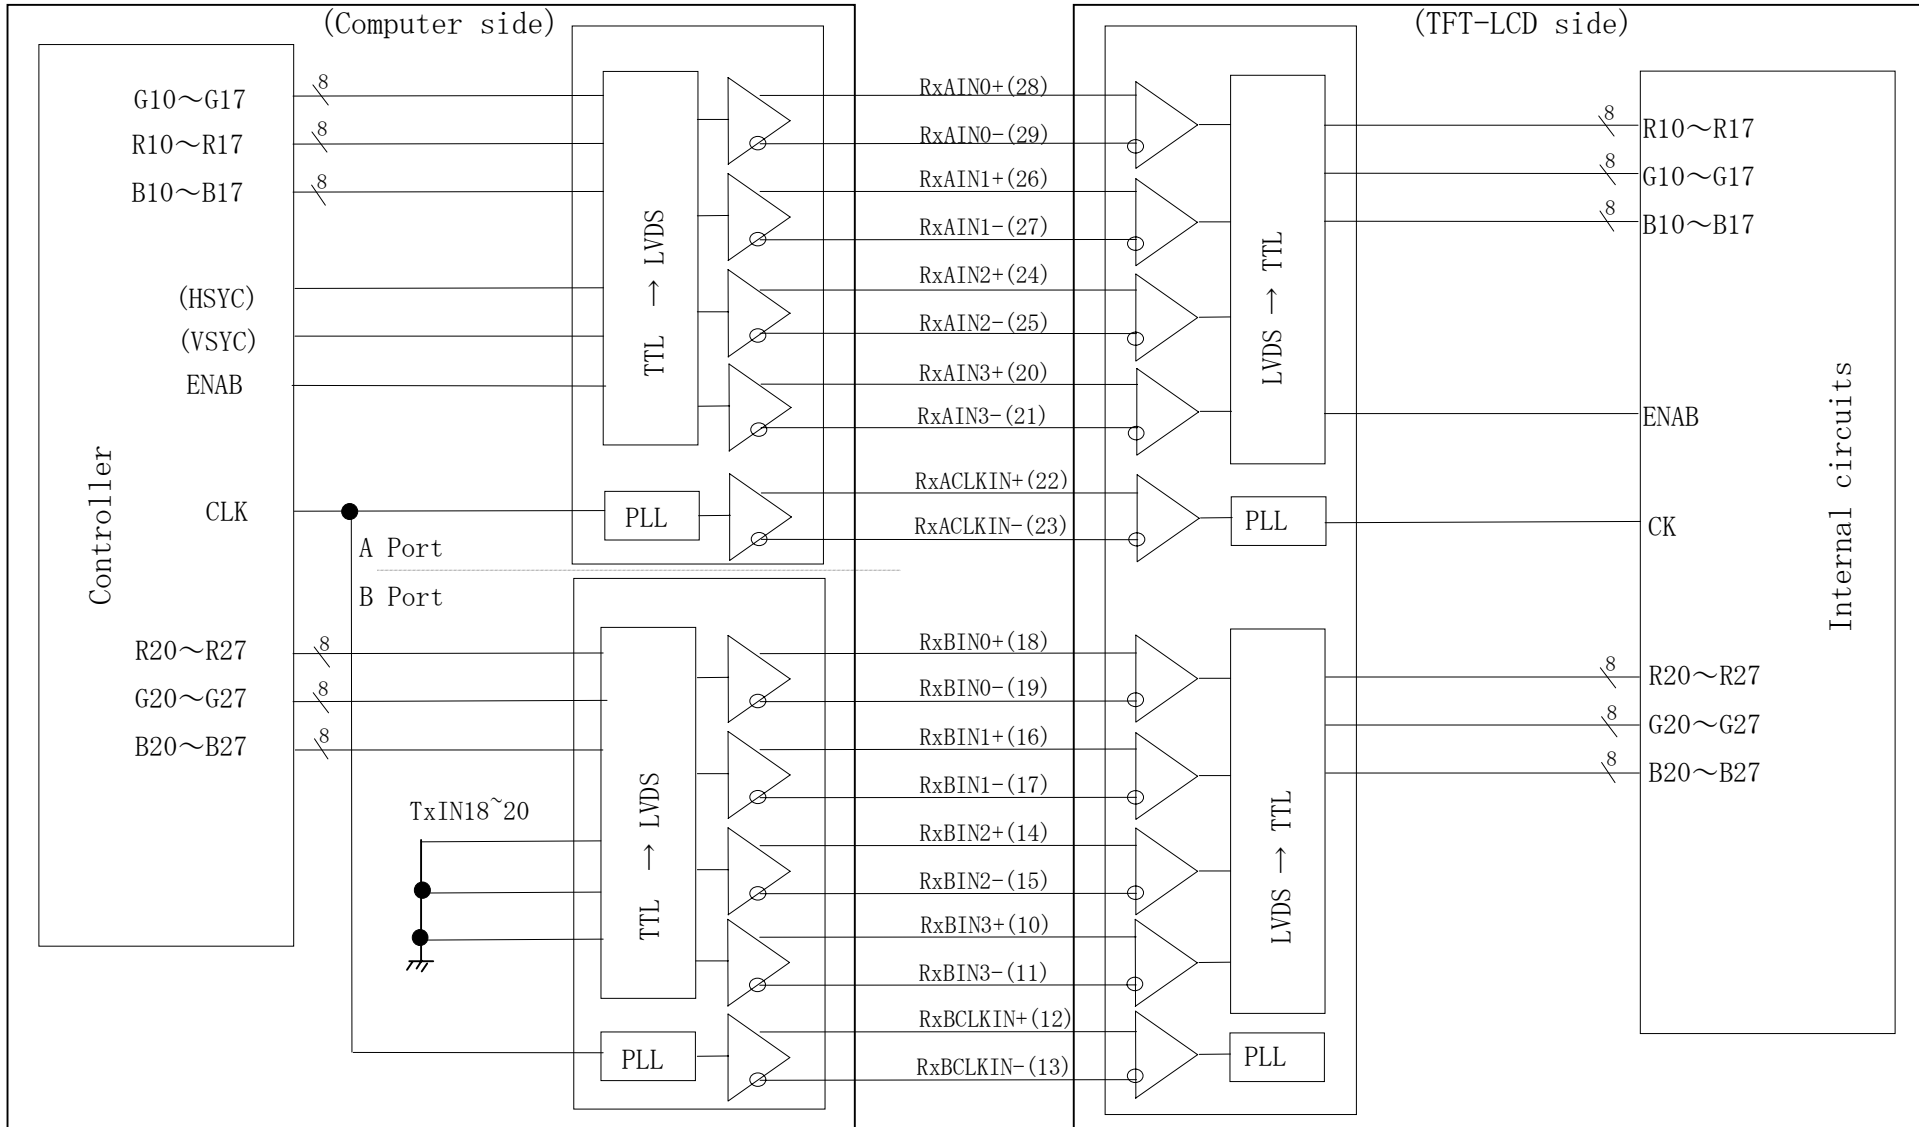 (Computer side)
(TFT-LCD side)
Controller
G10～G17
R10～R17
B10～B17
(HSYC)
(VSYC)
ENAB
CLK
R20～R27
G20～G27
B20～B27
8
8
8
8
8
8
A Port
B Port
TxIN18~20
TTL → LVDS
PLL
TTL → LVDS
PLL
RxAIN0+(28)
RxAIN0-(29)
RxAIN1+(26)
RxAIN1-(27)
RxAIN2+(24)
RxAIN2-(25)
RxAIN3+(20)
RxAIN3-(21)
RxACLKIN+(22)
RxACLKIN-(23)
RxBIN0+(18)
RxBIN0-(19)
RxBIN1+(16)
RxBIN1-(17)
RxBIN2+(14)
RxBIN2-(15)
RxBIN3+(10)
RxBIN3-(11)
RxBCLKIN+(12)
RxBCLKIN-(13)
LVDS → TTL
PLL
LVDS → TTL
PLL
8
8
8
8
8
8
R10～R17
G10～G17
B10～B17
ENAB
CK
R20～R27
G20～G27
B20～B27
Internal circuits